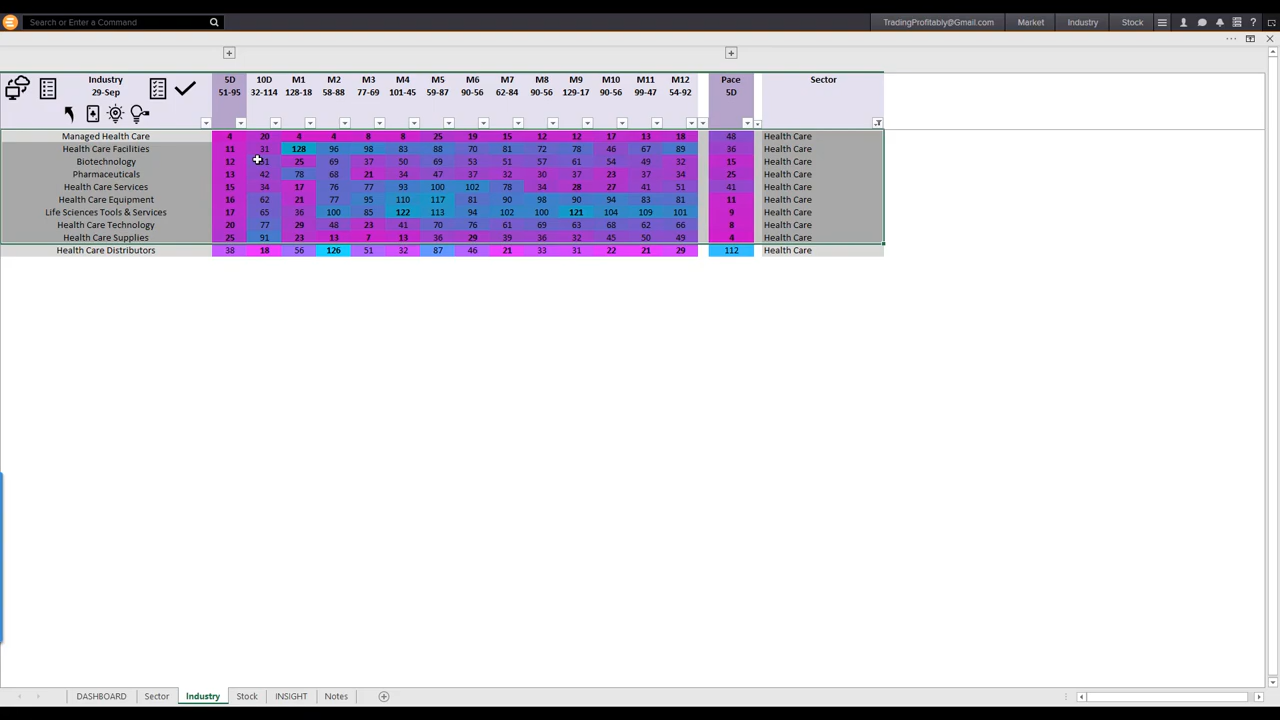 Search or Enter a Command
TradingProfitably@Gmail.com Market Industry Stock
Industry 5D 10D M1 M2 M3 M4 M5 M6 M7 M8 M9 M10 M11 M12 Pace Sector
29-Sep 51-95 32-114 128-18 58-88 77-69 101-45 59-87 90-56 62-84 90-56 129-17 90-56 99-47 54-92 5D
Managed Health Care 4 20 4 4 8 8 25 19 15 12 12 17 13 18 48 Health Care
Health Care Facilities 11 31 128 96 98 83 88 70 81 72 78 46 67 89 36 Health Care
Biotechnology 12 25 69 37 50 69 53 51 57 61 54 49 32 15 Health Care
Pharmaceuticals 13 42 78 68 21 34 47 37 32 30 37 23 37 34 25 Health Care
Health Care Services 15 34 17 76 77 93 100 102 78 34 28 27 41 51 41 Health Care
Health Care Equipment 16 62 21 77 95 110 117 81 90 98 90 94 83 81 11 Health Care
Life Sciences Tools & Services 17 65 36 100 85 122 113 94 102 100 121 104 109 101 9 Health Care
Health Care Technology 20 77 29 48 23 41 70 76 61 69 63 68 62 66 8 Health Care
Health Care Supplies 25 91 23 13 7 13 36 29 39 36 32 45 50 49 4 Health Care
Health Care Distributors 38 18 56 126 51 32 87 46 21 33 31 22 21 29 112 Health Care
DASHBOARD Sector Industry Stock INSIGHT Notes